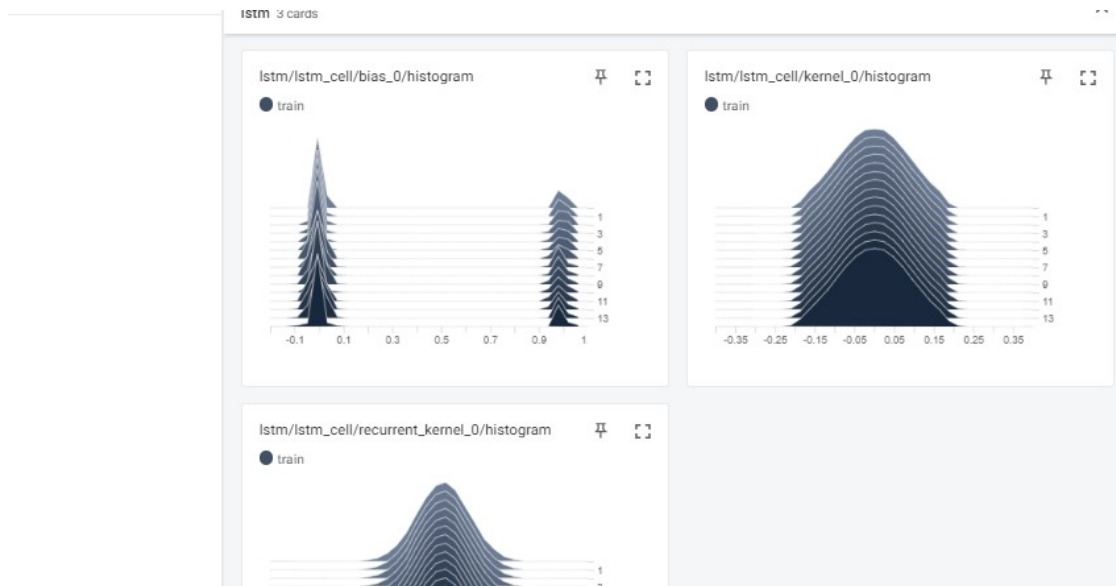 lstm 3 cards
lstm/lstm_cell/bias_0/histogram
train
1
3
5
7
9
11
13
-0.1 0.1 0.3 0.5 0.7 0.9 1
lstm/lstm_cell/kernel_0/histogram
train
1
3
5
7
9
11
13
-0.35 -0.25 -0.15 -0.05 0.05 0.15 0.25 0.35
lstm/lstm_cell/recurrent_kernel_0/histogram
train
1